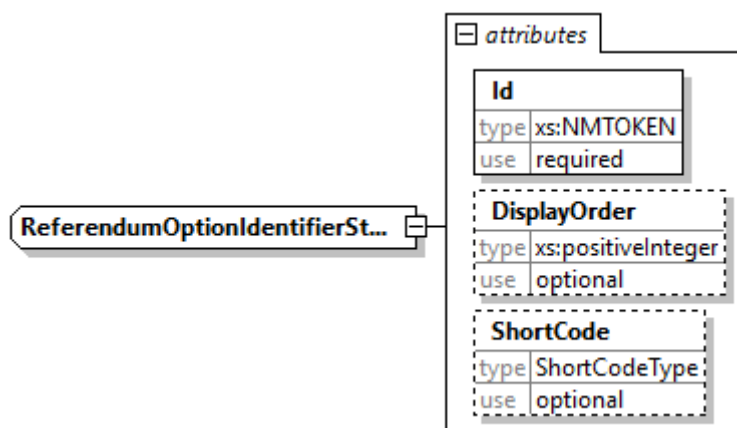 attributes
Id
type xs:NMTOKEN
use required
ReferendumOptionIdentifierSt...
DisplayOrder
type xs:positiveInteger
use optional
ShortCode
type ShortCodeType
use optional